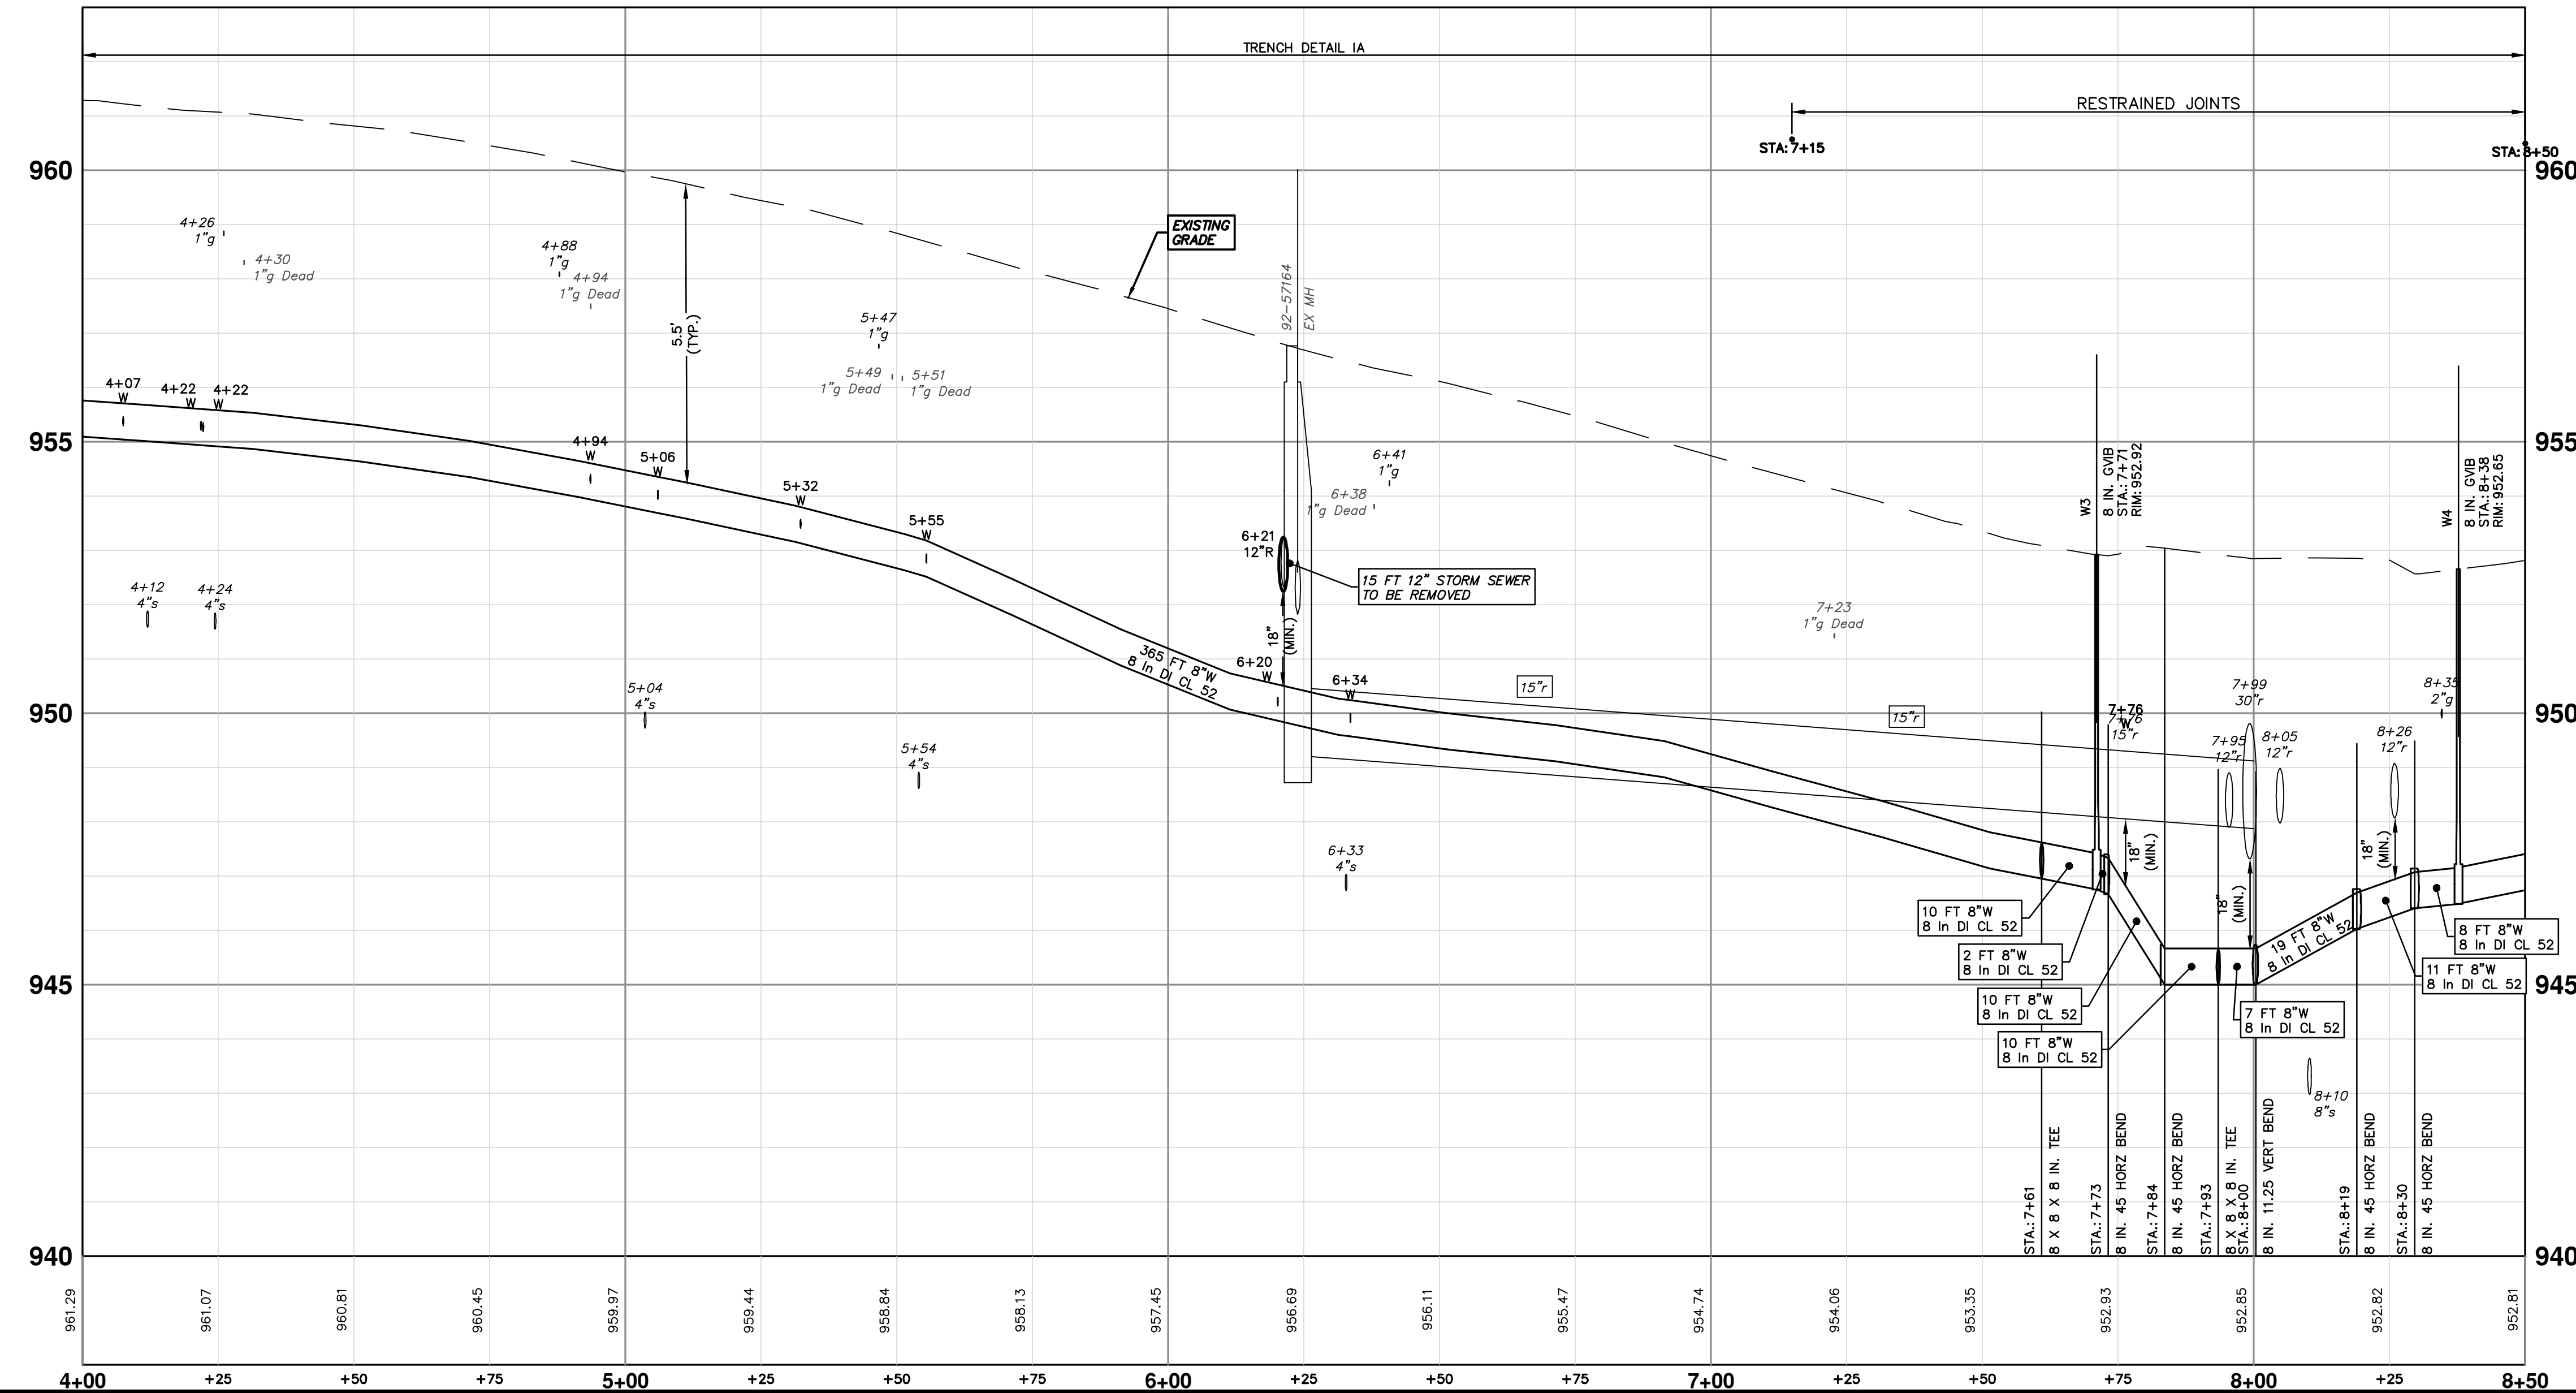 TRENCH DETAIL IA
RESTRAINED JOINTS
STA: 7+15
STA: 8+50
960
960
955
955
950
950
945
945
940
940
4+26
1"g
4+30
1"g Dead
4+88
1"g
4+94
1"g Dead
5.5'
(TYP.)
5+47
1"g
5+49
1"g Dead
5+51
1"g Dead
EXISTING
GRADE
92-57164
EX MH
4+07
W
4+22
W
4+22
W
4+94
W
5+06
W
5+32
W
5+55
W
4+12
4"s
4+24
4"s
5+04
4"s
5+54
4"s
365 FT 8"W
8 In DI CL 52
6+21
12"R
18"
(MIN.)
6+20
W
6+34
W
6+38
1"g Dead
6+41
1"g
15 FT 12" STORM SEWER
TO BE REMOVED
6+33
4"s
15"r
15"r
7+23
1"g Dead
W3
8 IN. GVIB
STA.: 7+71
RIM: 952.92
W4
8 IN. GVIB
STA.: 8+38
RIM: 952.65
7+76
W
7+76
15"r
7+95
12"r
7+99
30"r
8+05
12"r
8+26
12"r
8+35
2"g
18"
(MIN.)
18"
(MIN.)
18"
(MIN.)
10 FT 8"W
8 In DI CL 52
2 FT 8"W
8 In DI CL 52
10 FT 8"W
8 In DI CL 52
10 FT 8"W
8 In DI CL 52
7 FT 8"W
8 In DI CL 52
19 FT 8"W
8 In DI CL 52
8 FT 8"W
8 In DI CL 52
11 FT 8"W
8 In DI CL 52
8+10
8"s
STA.: 7+61
8 X 8 X 8 IN. TEE
STA.: 7+73
8 IN. 45 HORZ BEND
STA.: 7+84
8 IN. 45 HORZ BEND
STA.: 7+93
8 X 8 X 8 IN. TEE
STA.: 8+00
8 IN. 11.25 VERT BEND
STA.: 8+19
8 IN. 45 HORZ BEND
STA.: 8+30
8 IN. 45 HORZ BEND
961.29
961.07
960.81
960.45
959.97
959.44
958.84
958.13
957.45
956.69
956.11
955.47
954.74
954.06
953.35
952.93
952.85
952.82
952.81
4+00 +25 +50 +75 5+00 +25 +50 +75 6+00 +25 +50 +75 7+00 +25 +50 +75 8+00 +25 8+50